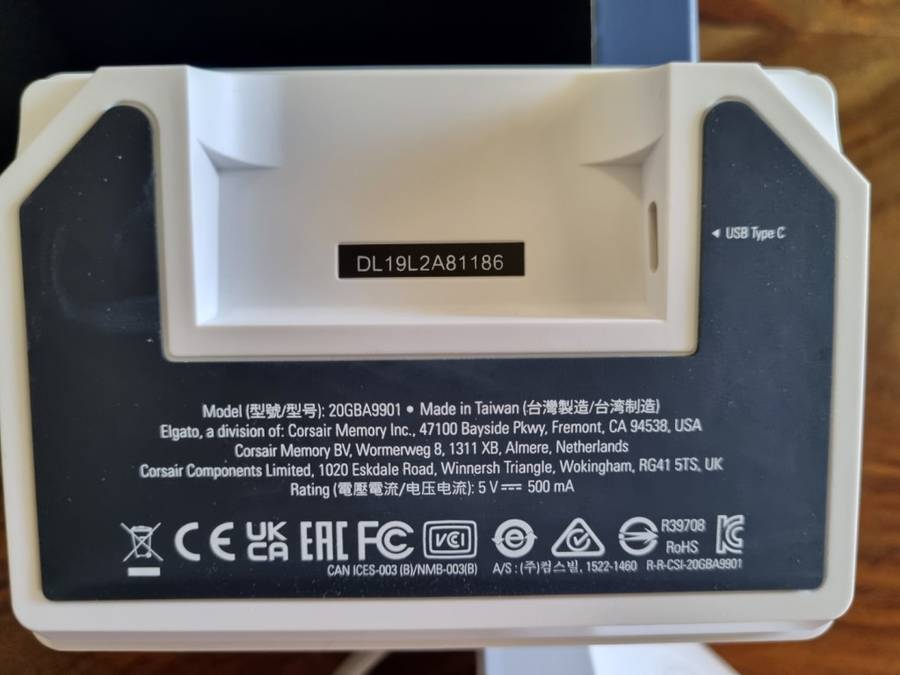 DL19L2A81186
◄ USB Type C
Model (型號/型号): 20GBA9901 • Made in Taiwan (台灣製造/台湾制造)
Elgato, a division of: Corsair Memory Inc., 47100 Bayside Pkwy, Fremont, CA 94538, USA
Corsair Memory BV, Wormerweg 8, 1311 XB, Almere, Netherlands
Corsair Components Limited, 1020 Eskdale Road, Winnersh Triangle, Wokingham, RG41 5TS, UK
Rating (電壓電流/电压电流): 5 V⎓ 500 mA
CE UK CA EAC FC VCI R39708 RoHS KC
CAN ICES-003 (B)/NMB-003(B) A/S : (주)컴스빌, 1522-1460 R-R-CSI-20GBA9901